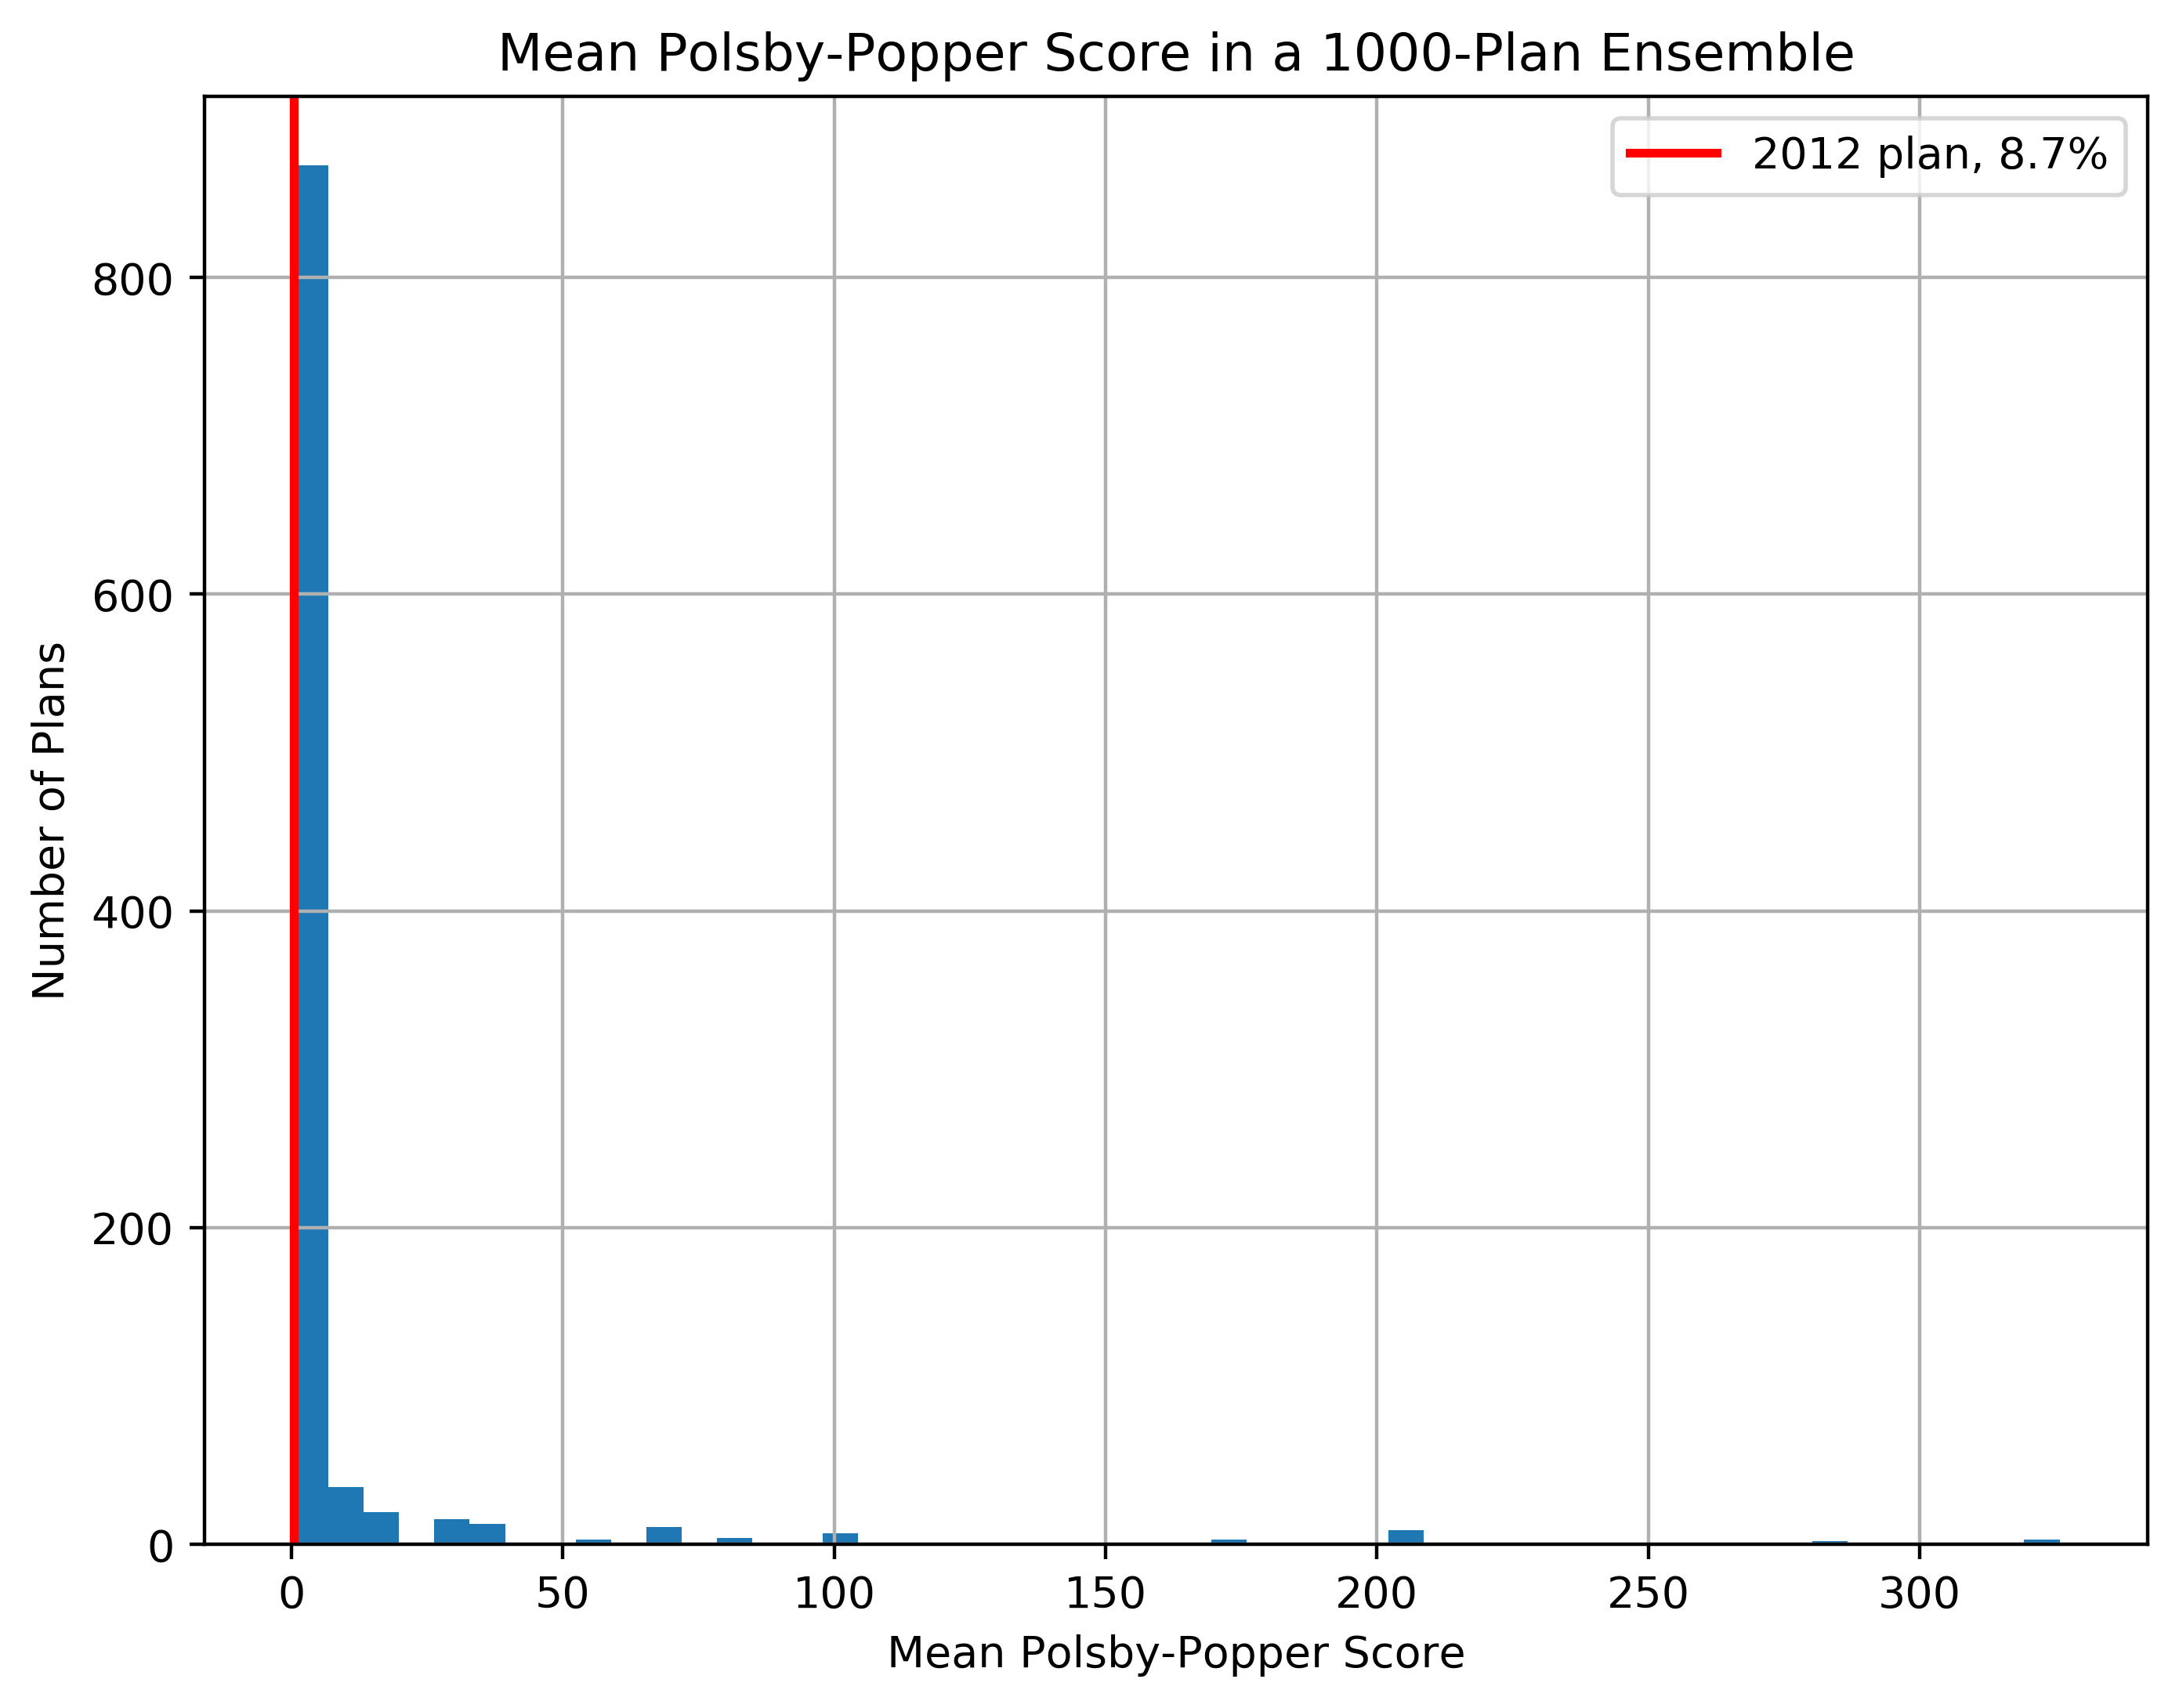 Mean Polsby-Popper Score in a 1000-Plan Ensemble
2012 plan, 8.7%
Number of Plans
800
600
400
200
0
0 50 100 150 200 250 300
Mean Polsby-Popper Score